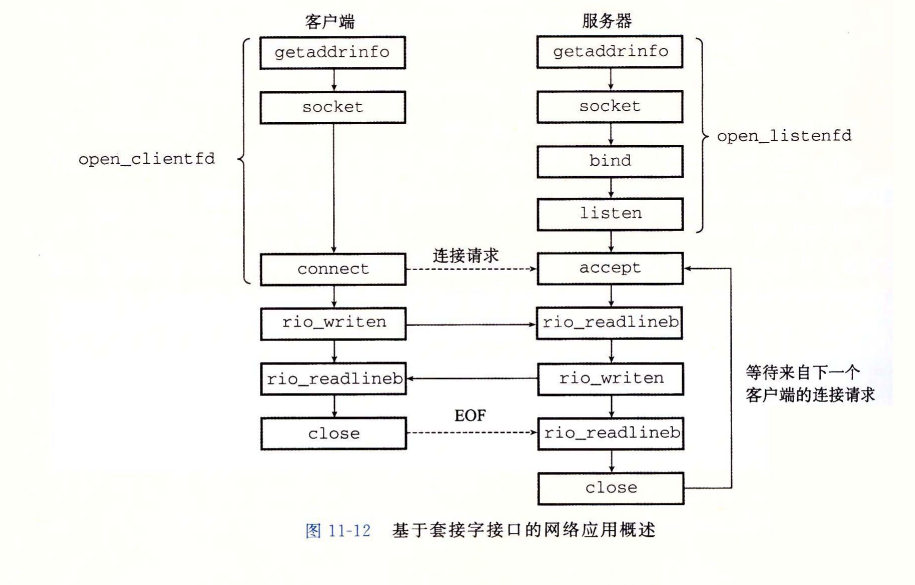 客户端
服务器
getaddrinfo
getaddrinfo
socket
socket
open_clientfd
open_listenfd
bind
listen
连接请求
connect
accept
rio_writen
rio_readlineb
rio_readlineb
rio_writen
等待来自下一个
客户端的连接请求
EOF
close
rio_readlineb
close
图 11-12 基于套接字接口的网络应用概述